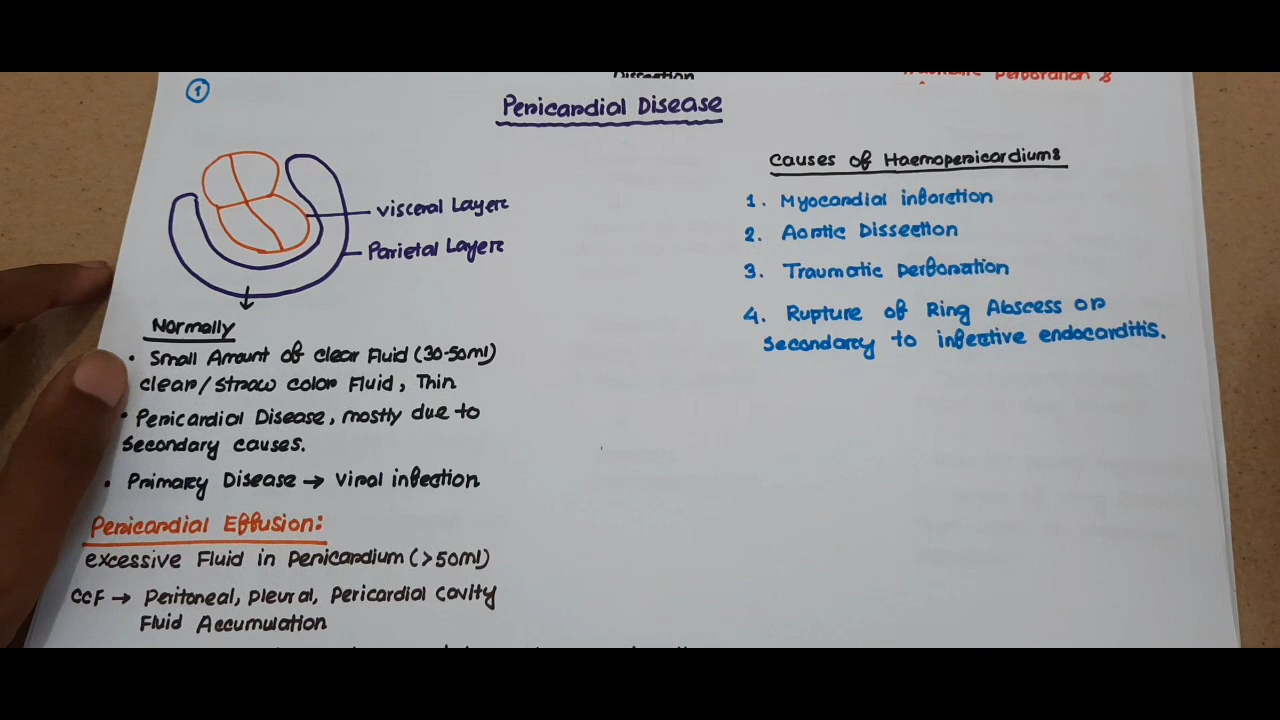 Dissection
Traumatic perforation &
1
Pericardial Disease
visceral Layer
Parietal Layer
Normally
• Small Amount of clear Fluid (30-50ml)
clear/straw color Fluid, Thin
• Pericardial Disease, mostly due to
Secondary causes.
• Primary Disease → Viral infection
Pericardial Effusion:
excessive Fluid in Pericardium (>50ml)
CCF → Peritoneal, pleural, Pericardial cavity
Fluid Accumulation
Causes of Haemopericardium:
1. Myocardial infarction
2. Aortic Dissection
3. Traumatic perforation
4. Rupture of Ring Abscess or
Secondary to infective endocarditis.